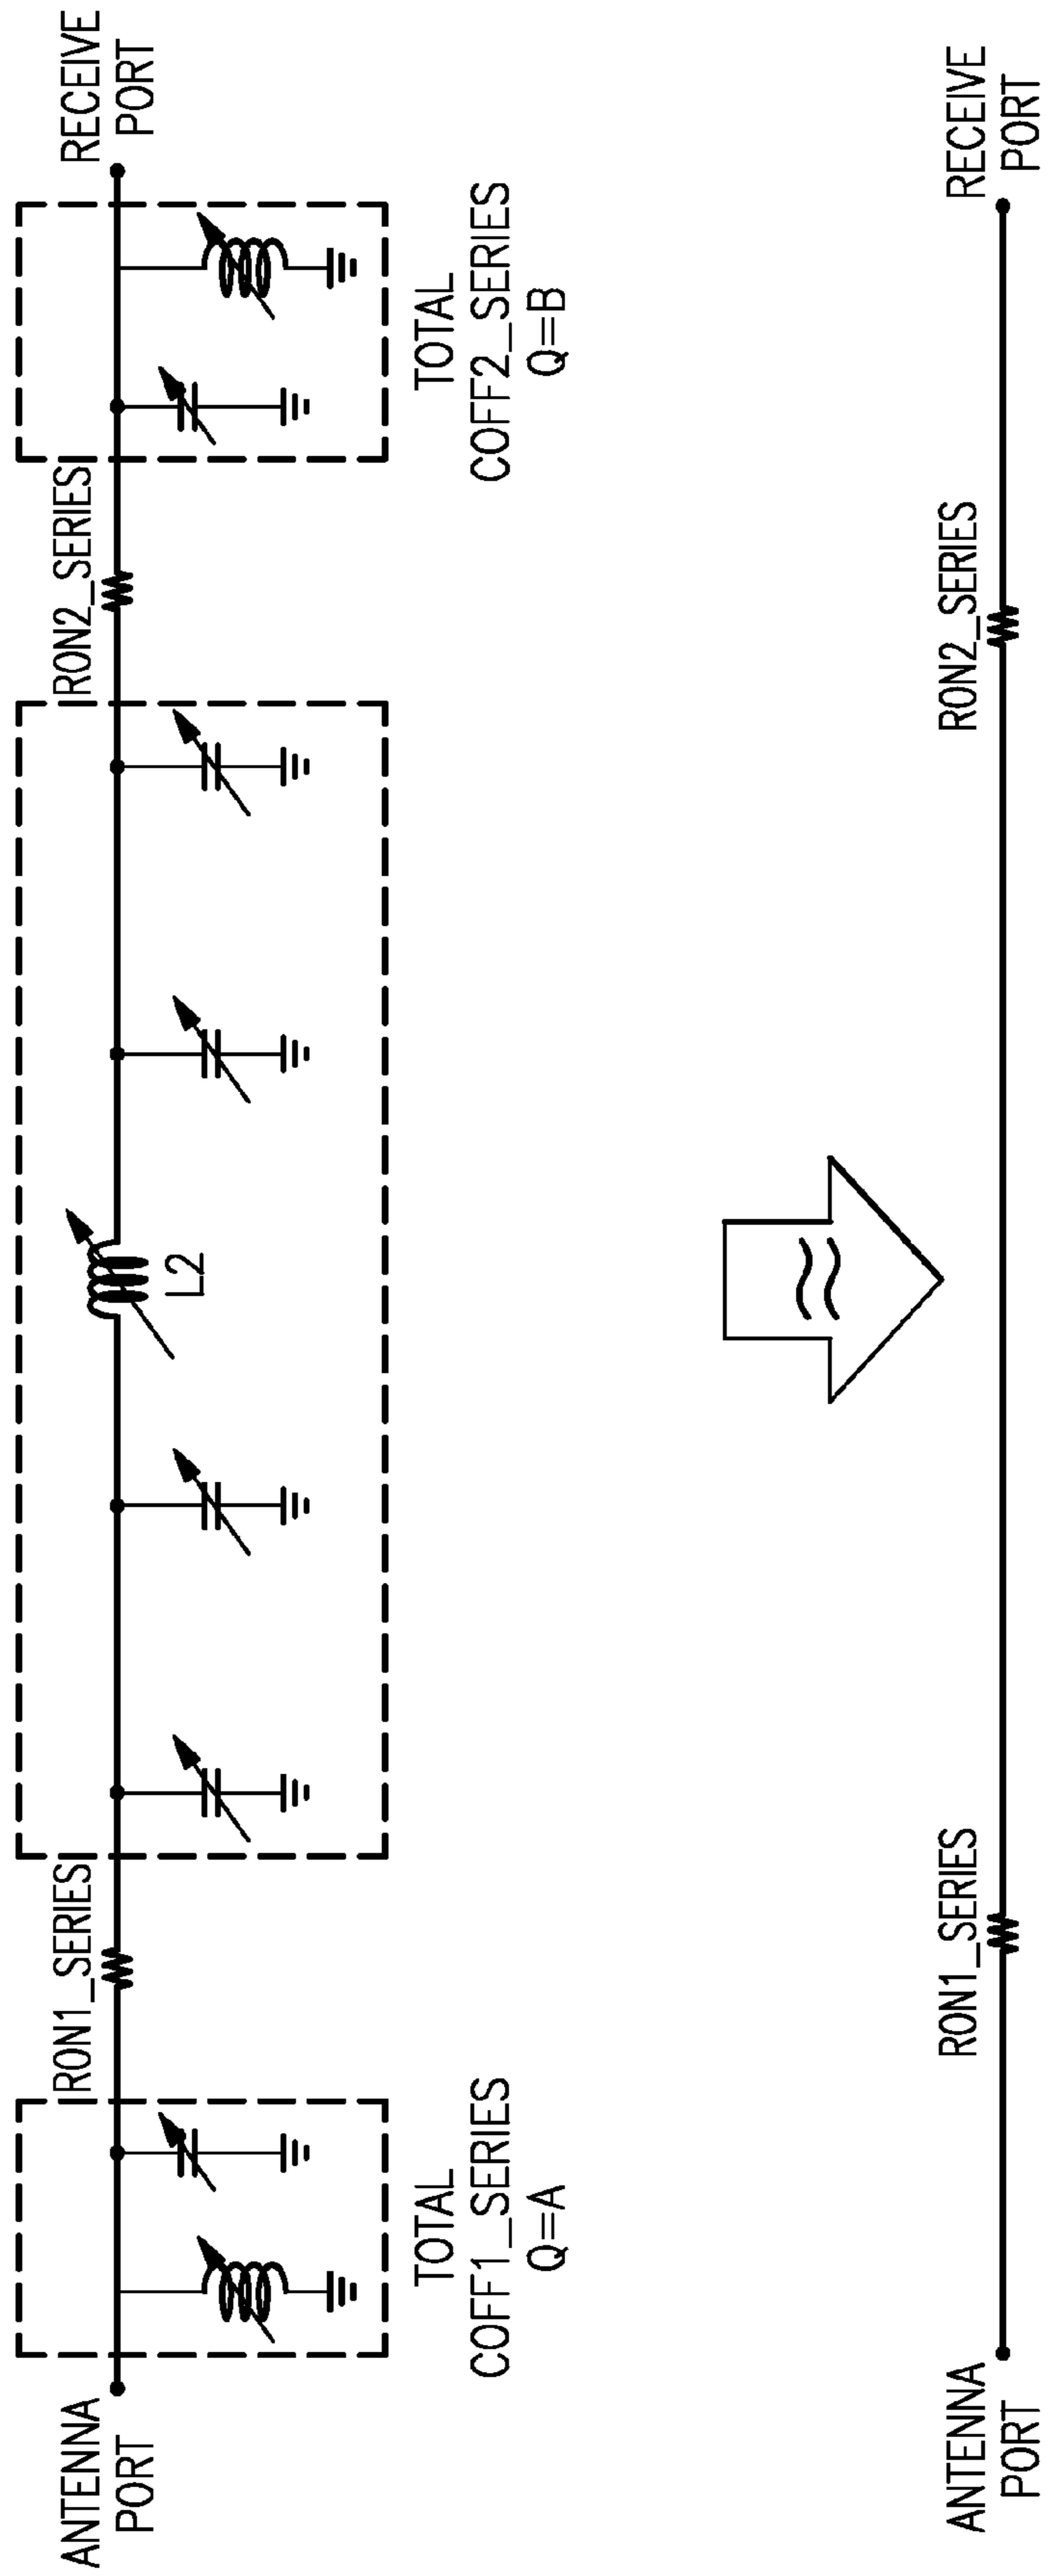 ANTENNA
PORT
RON1_SERIES
L2
RON2_SERIES
RECEIVE
PORT
TOTAL
COFF1_SERIES
Q=A
TOTAL
COFF2_SERIES
Q=B
≈
RON1_SERIES
RON2_SERIES
ANTENNA
PORT
RECEIVE
PORT